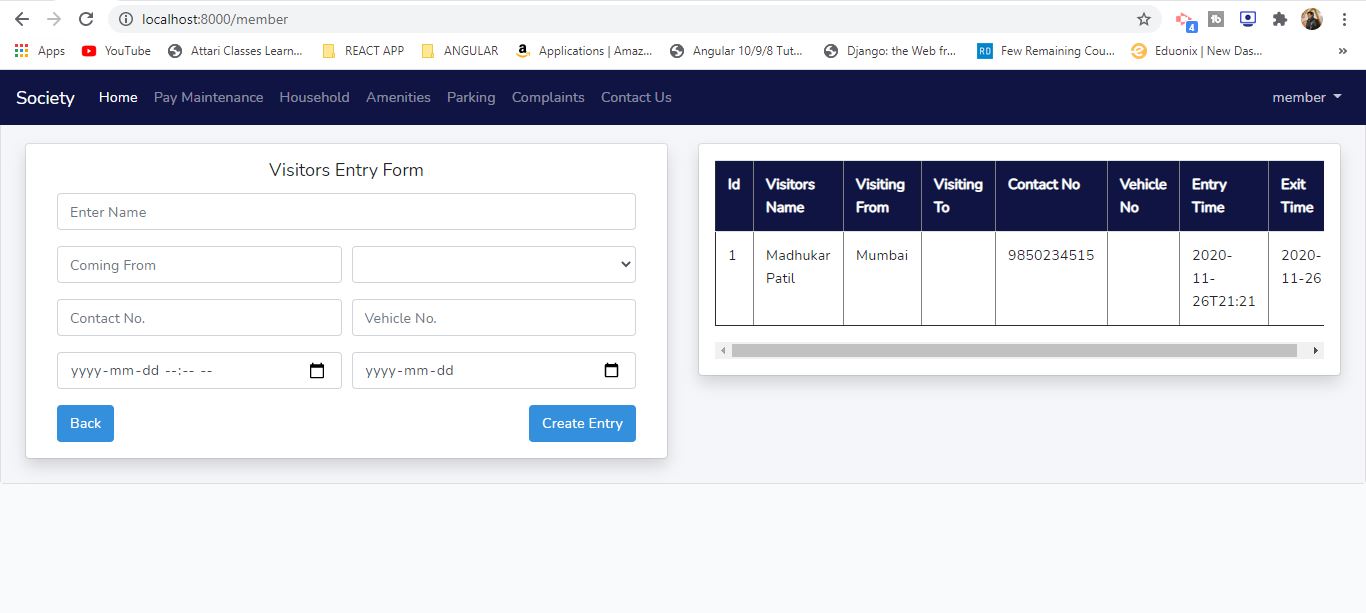 localhost:8000/member
4
Apps YouTube Attari Classes Learn... REACT APP ANGULAR Applications | Amaz... Angular 10/9/8 Tut... Django: the Web fr... RD Few Remaining Cou... Eduonix | New Das... »
Society Home Pay Maintenance Household Amenities Parking Complaints Contact Us member
Visitors Entry Form
Enter Name
Coming From
Contact No. Vehicle No.
yyyy-mm-dd --:-- -- yyyy-mm-dd
Back Create Entry
Id Visitors Name Visiting From Visiting To Contact No Vehicle No Entry Time Exit Time
1 Madhukar Patil Mumbai 9850234515 2020-11-26T21:21 2020-11-26